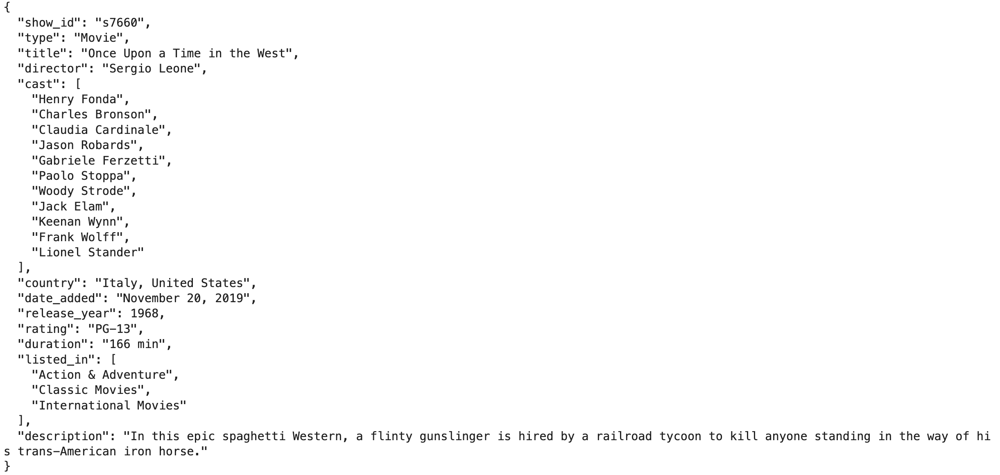 {
  "show_id": "s7660",
  "type": "Movie",
  "title": "Once Upon a Time in the West",
  "director": "Sergio Leone",
  "cast": [
    "Henry Fonda",
    "Charles Bronson",
    "Claudia Cardinale",
    "Jason Robards",
    "Gabriele Ferzetti",
    "Paolo Stoppa",
    "Woody Strode",
    "Jack Elam",
    "Keenan Wynn",
    "Frank Wolff",
    "Lionel Stander"
  ],
  "country": "Italy, United States",
  "date_added": "November 20, 2019",
  "release_year": 1968,
  "rating": "PG-13",
  "duration": "166 min",
  "listed_in": [
    "Action & Adventure",
    "Classic Movies",
    "International Movies"
  ],
  "description": "In this epic spaghetti Western, a flinty gunslinger is hired by a railroad tycoon to kill anyone standing in the way of hi
s trans-American iron horse."
}